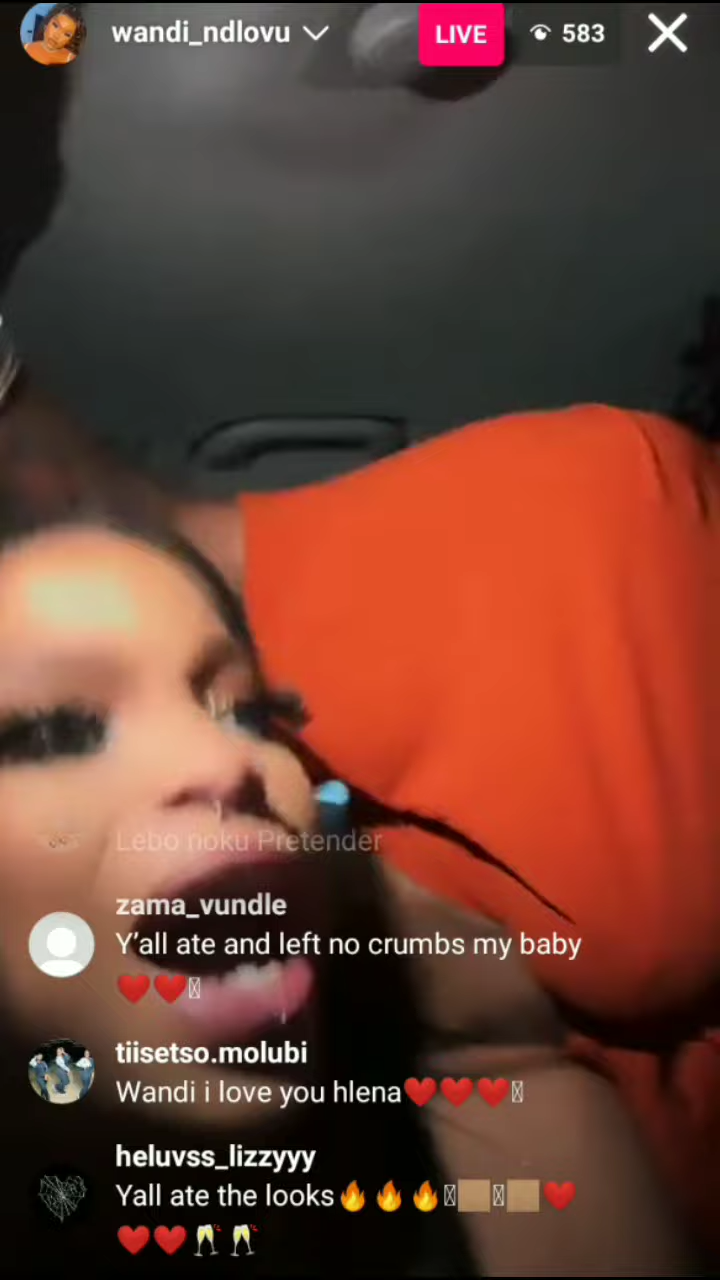 wandi_ndlovu
LIVE
583
Lebo noku Pretender
zama_vundle
Y'all ate and left no crumbs my baby
❤️❤️
tiisetso.molubi
Wandi i love you hlena❤️❤️❤️
heluvss_lizzyyy
Yall ate the looks🔥🔥🔥❤️
❤️❤️🥂🥂